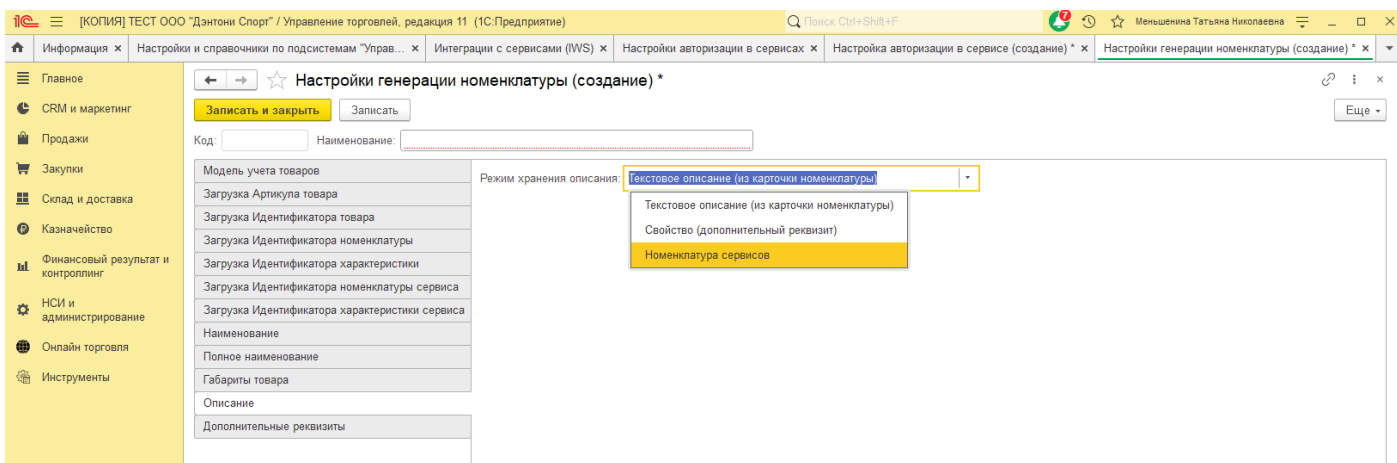 [КОПИЯ] ТЕСТ ООО "Дэнтони Спорт" / Управление торговлей, редакция 11 (1С:Предприятие)
Поиск Ctrl+Shift+F
7
Меньшенина Татьяна Николаевна
Информация
Настройки и справочники по подсистемам "Управ...
Интеграции с сервисами (IWS)
Настройки авторизации в сервисах
Настройка авторизации в сервисе (создание) *
Настройки генерации номенклатуры (создание) *
Главное
CRM и маркетинг
Продажи
Закупки
Склад и доставка
Казначейство
Финансовый результат и
контроллинг
НСИ и
администрирование
Онлайн торговля
Инструменты
Настройки генерации номенклатуры (создание) *
Записать и закрыть
Записать
Еще
Код:
Наименование:
Модель учета товаров
Загрузка Артикула товара
Загрузка Идентификатора товара
Загрузка Идентификатора номенклатуры
Загрузка Идентификатора характеристики
Загрузка Идентификатора номенклатуры сервиса
Загрузка Идентификатора характеристики сервиса
Наименование
Полное наименование
Габариты товара
Описание
Дополнительные реквизиты
Режим хранения описания:
Текстовое описание (из карточки номенклатуры)
Текстовое описание (из карточки номенклатуры)
Свойство (дополнительный реквизит)
Номенклатура сервисов